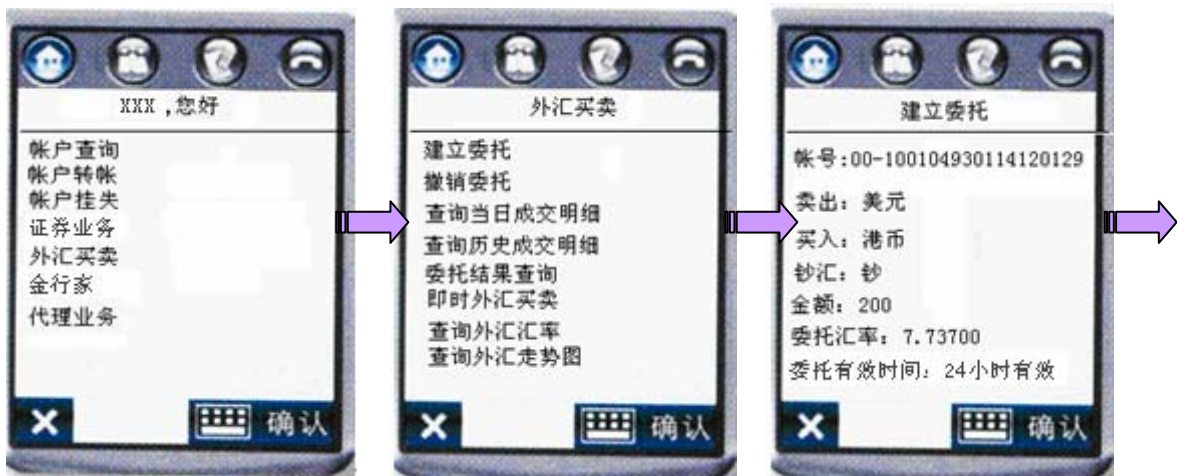 XXX ,您好
帐户查询
帐户转帐
帐户挂失
证券业务
外汇买卖
金行家
代理业务
确认
外汇买卖
建立委托
撤销委托
查询当日成交明细
查询历史成交明细
委托结果查询
即时外汇买卖
查询外汇汇率
查询外汇走势图
确认
建立委托
帐号:00-100104930114120129
卖出: 美元
买入: 港币
钞汇: 钞
金额: 200
委托汇率: 7.73700
委托有效时间: 24小时有效
确认